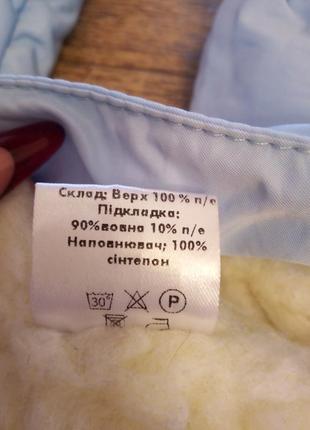 Склад: Верх 100% п/е
Підкладка:
90%вовна 10% п/е
Наповнювач: 100%
сінтепон
30°
P